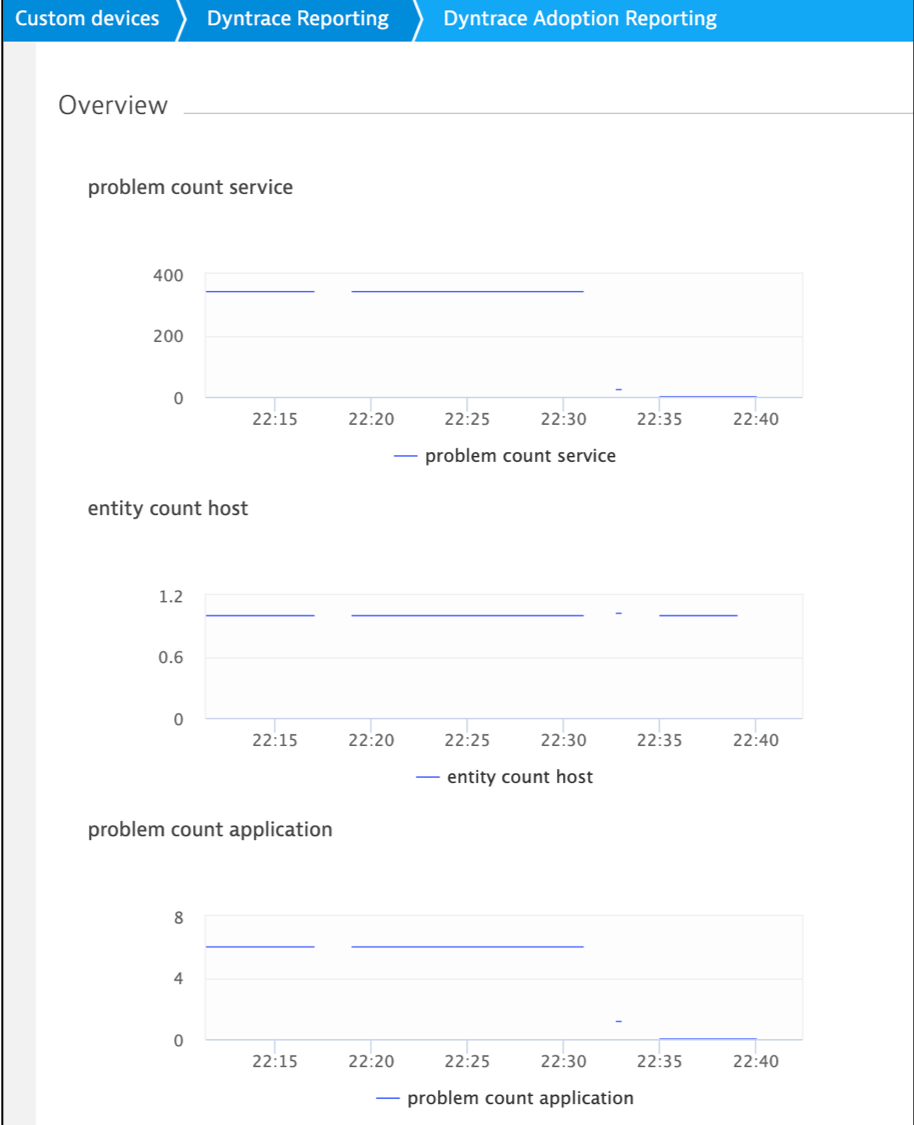 Custom devices Dyntrace Reporting Dyntrace Adoption Reporting
Overview
problem count service
400
200
0
22:15 22:20 22:25 22:30 22:35 22:40
problem count service
entity count host
1.2
0.6
0
22:15 22:20 22:25 22:30 22:35 22:40
entity count host
problem count application
8
4
0
22:15 22:20 22:25 22:30 22:35 22:40
problem count application